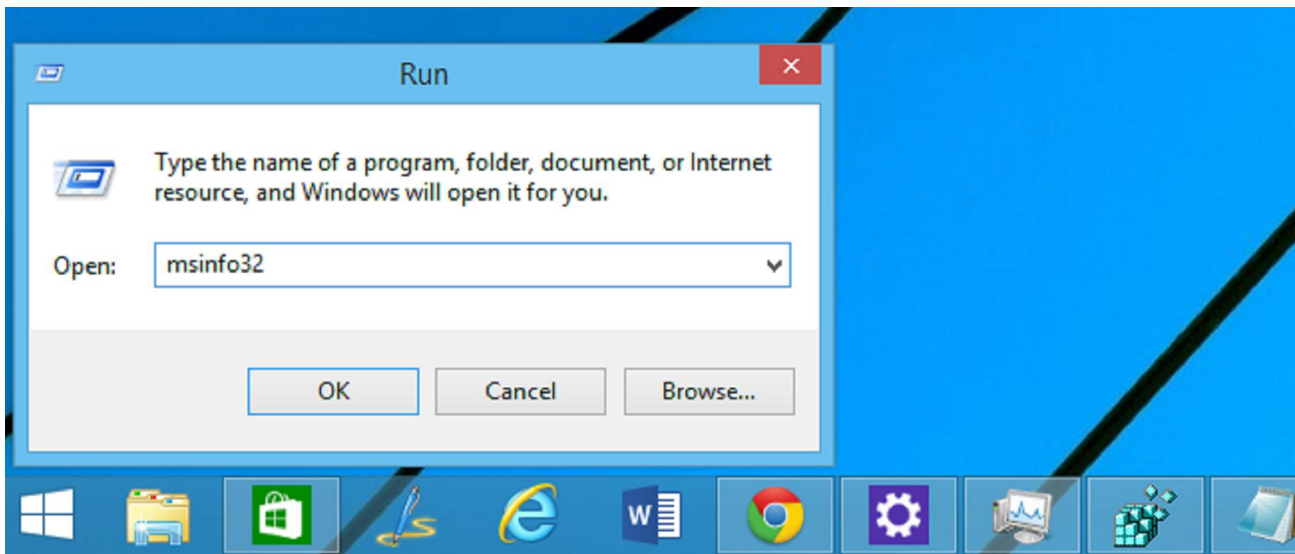 Run
Type the name of a program, folder, document, or Internet
resource, and Windows will open it for you.
Open: msinfo32
OK Cancel Browse...
W